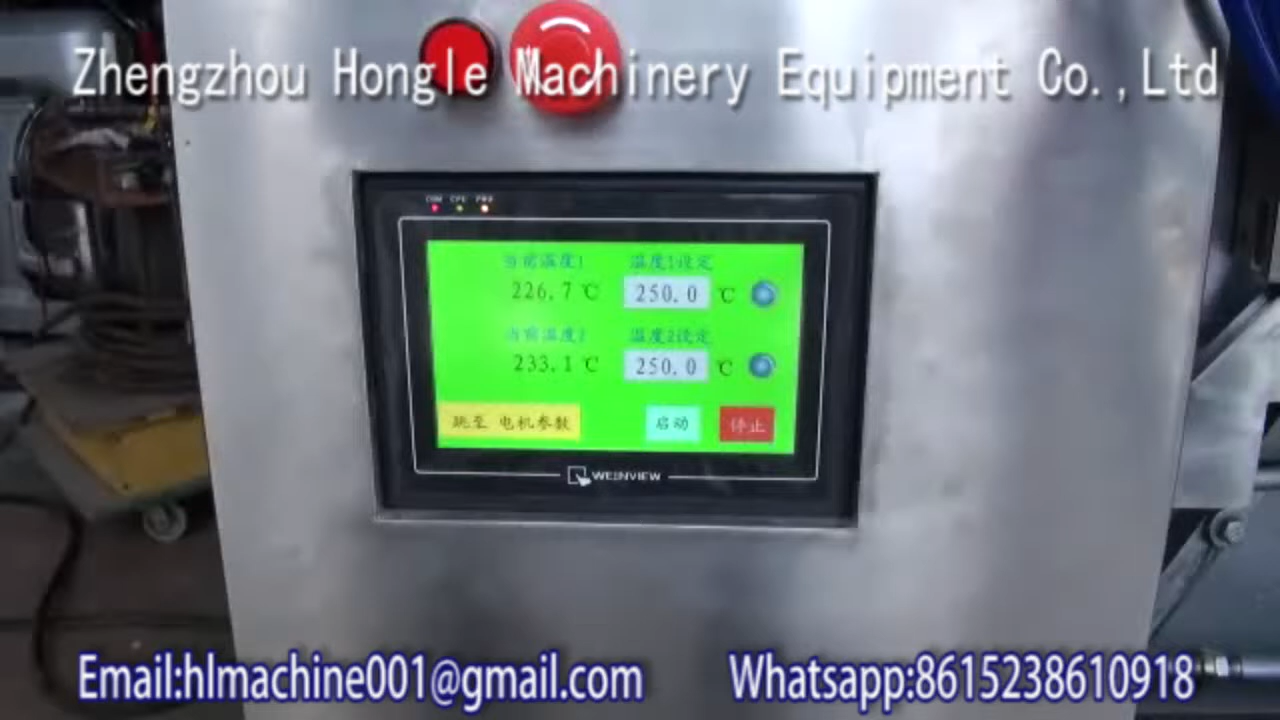 Zhengzhou Hongle Machinery Equipment Co.,Ltd
当前温度1 温度1设定
226.7 ℃ 250.0 ℃
当前温度2 温度2设定
233.1 ℃ 250.0 ℃
跳至 电机参数 启动 停止
WEINVIEW
Email:hlmachine001@gmail.com Whatsapp:8615238610918